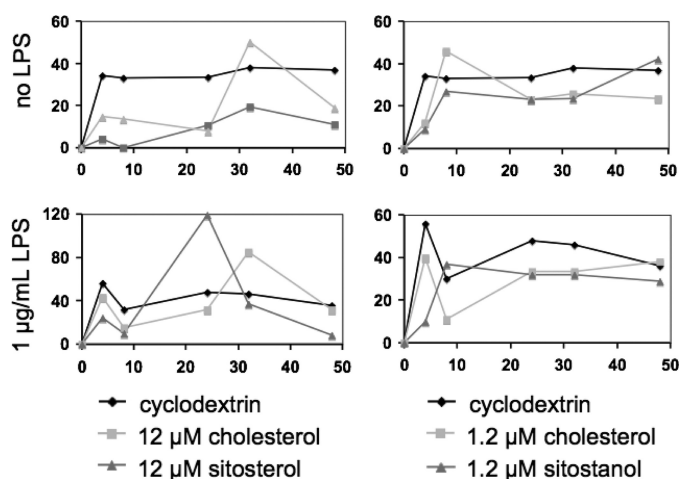 60 60
40 40
no LPS
20 20
0 0
0 10 20 30 40 50 0 10 20 30 40 50
120 60
80 40
1 µg/mL LPS
40 20
0 0
0 10 20 30 40 50 0 10 20 30 40 50
cyclodextrin cyclodextrin
12 µM cholesterol 1.2 µM cholesterol
12 µM sitosterol 1.2 µM sitostanol